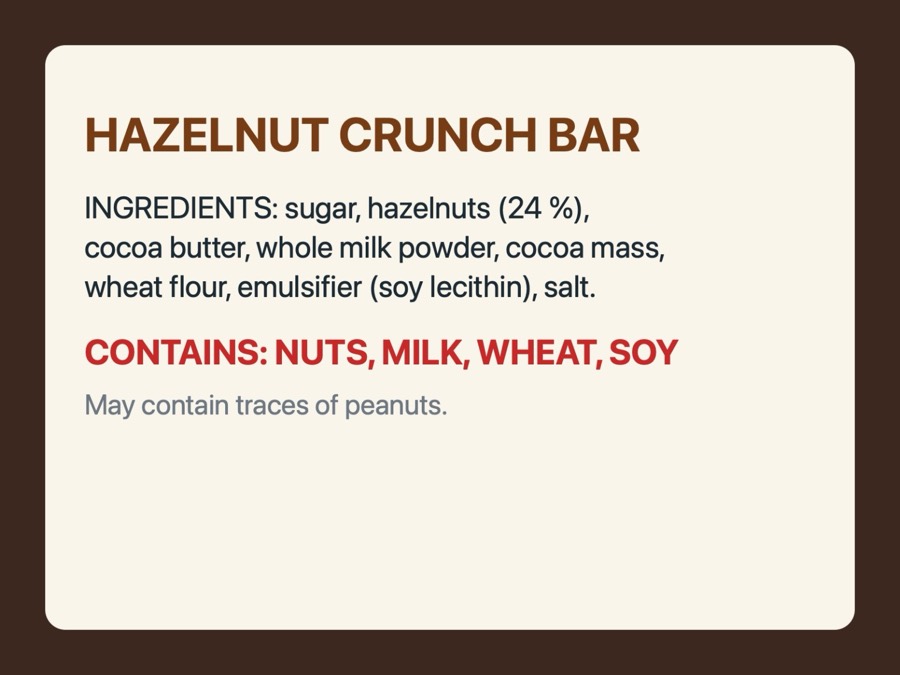 HAZELNUT CRUNCH BAR
INGREDIENTS: sugar, hazelnuts (24 %),
cocoa butter, whole milk powder, cocoa mass,
wheat flour, emulsifier (soy lecithin), salt.
CONTAINS: NUTS, MILK, WHEAT, SOY
May contain traces of peanuts.